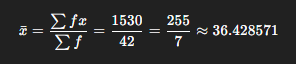 x̄ = ∑ fx / ∑ f = 1530 / 42 = 255 / 7 ≈ 36.428571